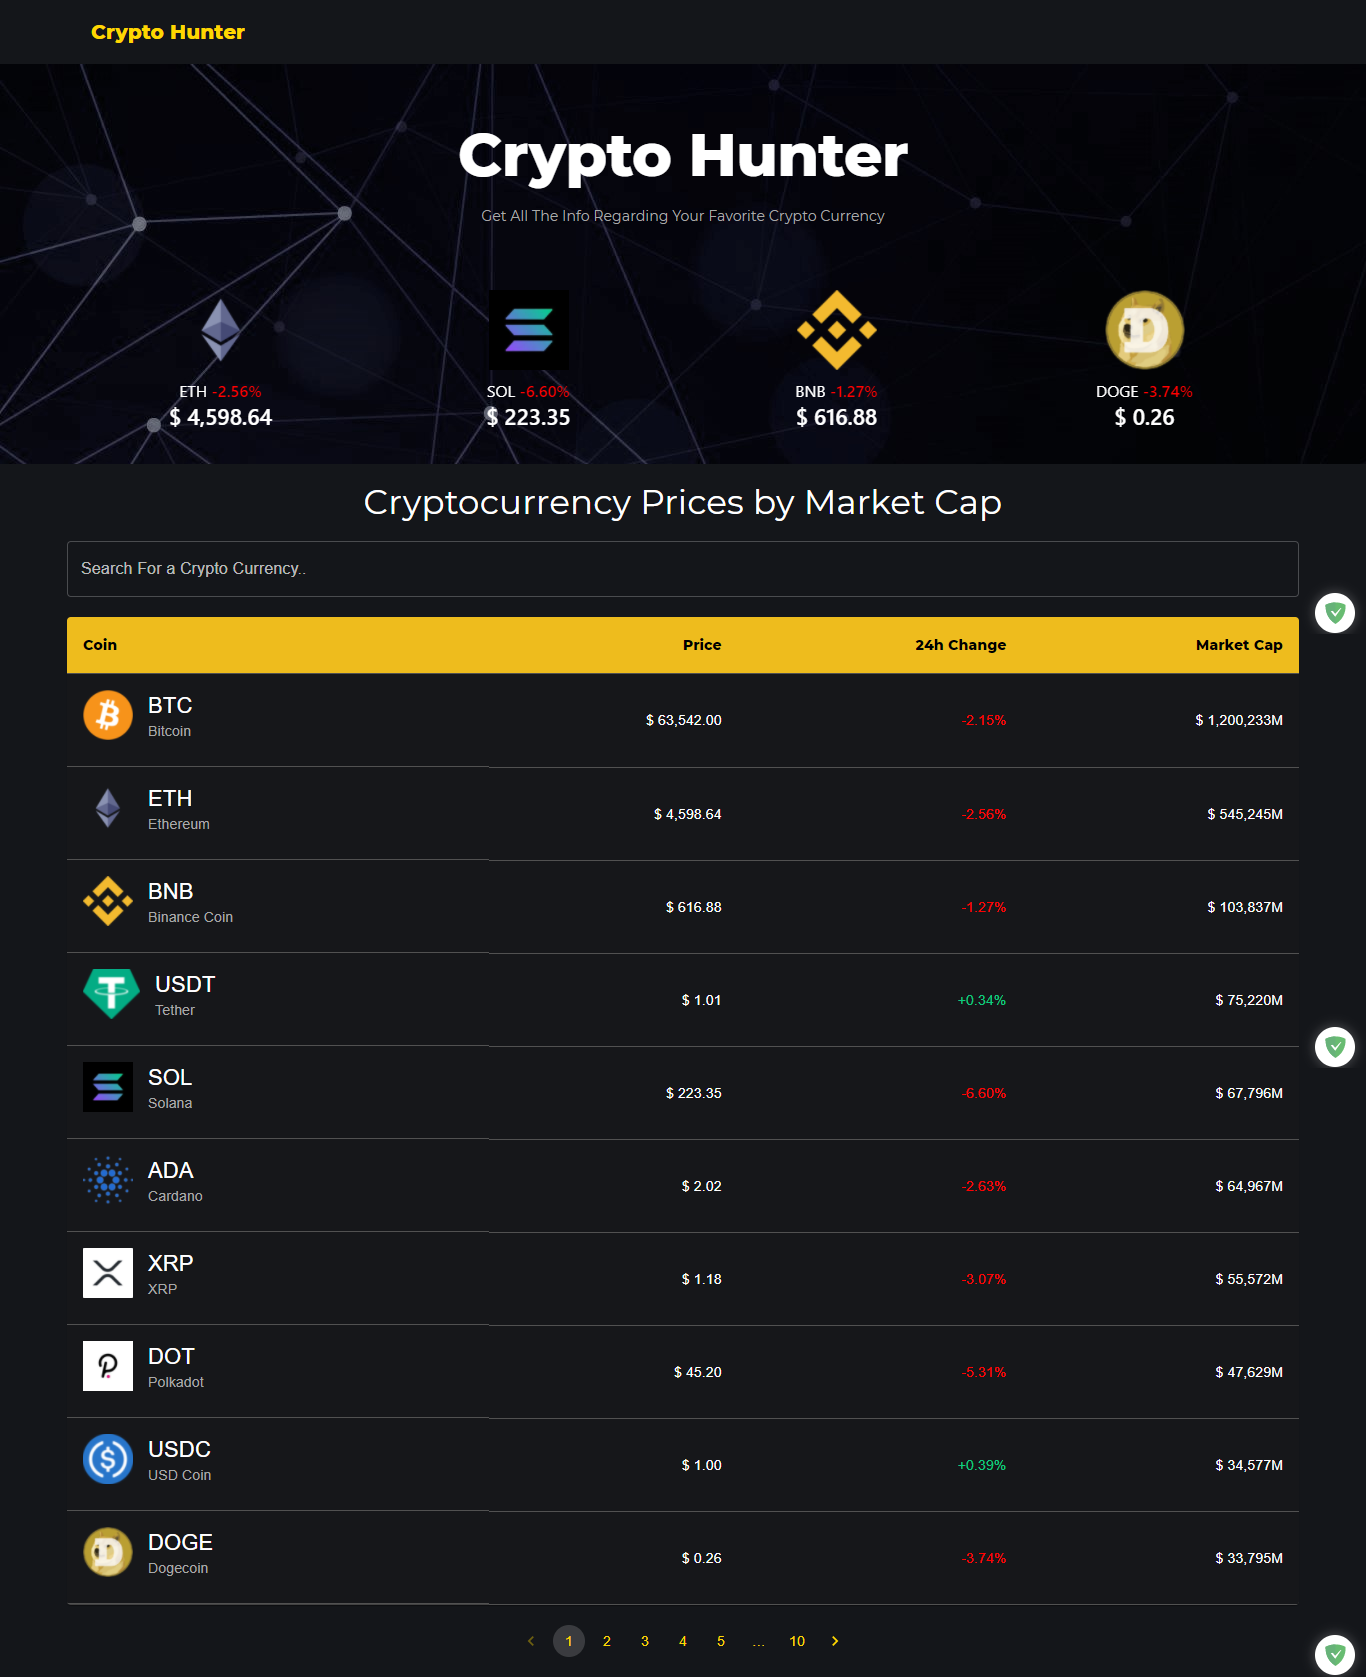 Crypto Hunter
Crypto Hunter
Get All The Info Regarding Your Favorite Crypto Currency
ETH -2.56%
$ 4,598.64
SOL -6.60%
$ 223.35
BNB -1.27%
$ 616.88
DOGE -3.74%
$ 0.26
Cryptocurrency Prices by Market Cap
Search For a Crypto Currency..
Coin Price 24h Change Market Cap
BTC
Bitcoin
$ 63,542.00 -2.15% $ 1,200,233M
ETH
Ethereum
$ 4,598.64 -2.56% $ 545,245M
BNB
Binance Coin
$ 616.88 -1.27% $ 103,837M
USDT
Tether
$ 1.01 +0.34% $ 75,220M
SOL
Solana
$ 223.35 -6.60% $ 67,796M
ADA
Cardano
$ 2.02 -2.63% $ 64,967M
XRP
XRP
$ 1.18 -3.07% $ 55,572M
DOT
Polkadot
$ 45.20 -5.31% $ 47,629M
USDC
USD Coin
$ 1.00 +0.39% $ 34,577M
DOGE
Dogecoin
$ 0.26 -3.74% $ 33,795M
‹ 1 2 3 4 5 ... 10 ›